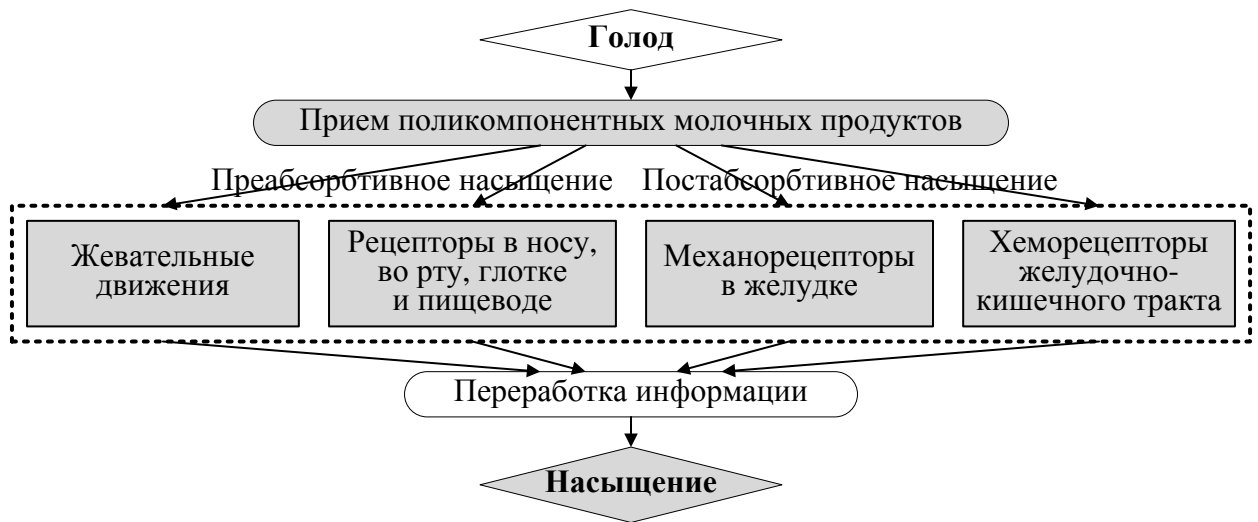 Голод
Прием поликомпонентных молочных продуктов
Преабсорбтивное насыщение
Постабсорбтивное насыщение
Жевательные
движения
Рецепторы в носу,
во рту, глотке
и пищеводе
Механорецепторы
в желудке
Хеморецепторы
желудочно-
кишечного тракта
Переработка информации
Насыщение